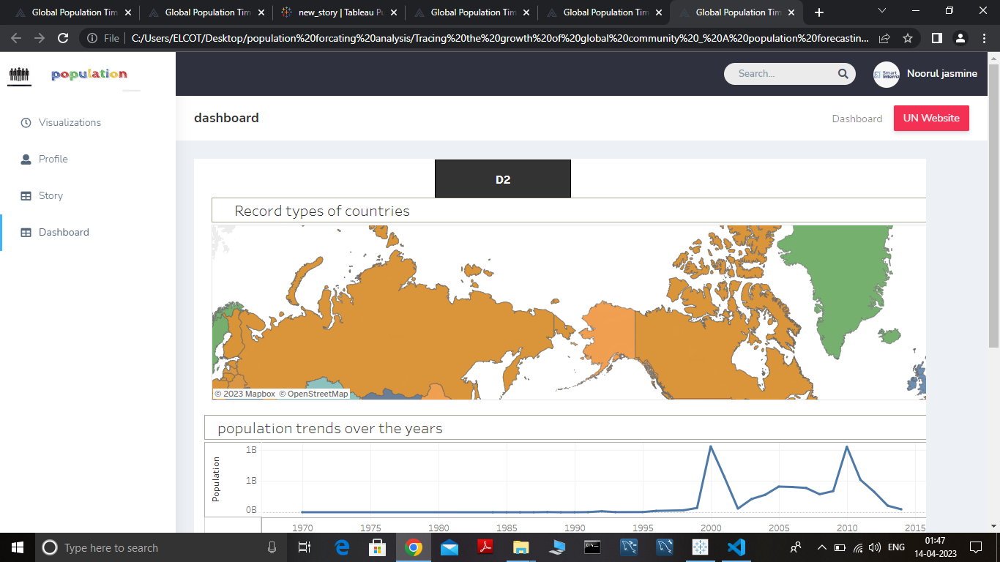 Global Population Tim
Global Population Tim
new_story | Tableau Pu
Global Population Tim
Global Population Tim
Global Population Tim
File
C:/Users/ELCOT/Desktop/population%20forcating%20analysis/Tracing%20the%20growth%20of%20global%20community%20_%20A%20population%20forecastin...
population
Search...
Smart
Internz
Noorul jasmine
Visualizations
Profile
Story
Dashboard
dashboard
Dashboard
UN Website
D2
Record types of countries
© 2023 Mapbox © OpenStreetMap
population trends over the years
Population
1B
1B
0B
1970 1975 1980 1985 1990 1995 2000 2005 2010 2015
Type here to search
ENG
01:47
14-04-2023